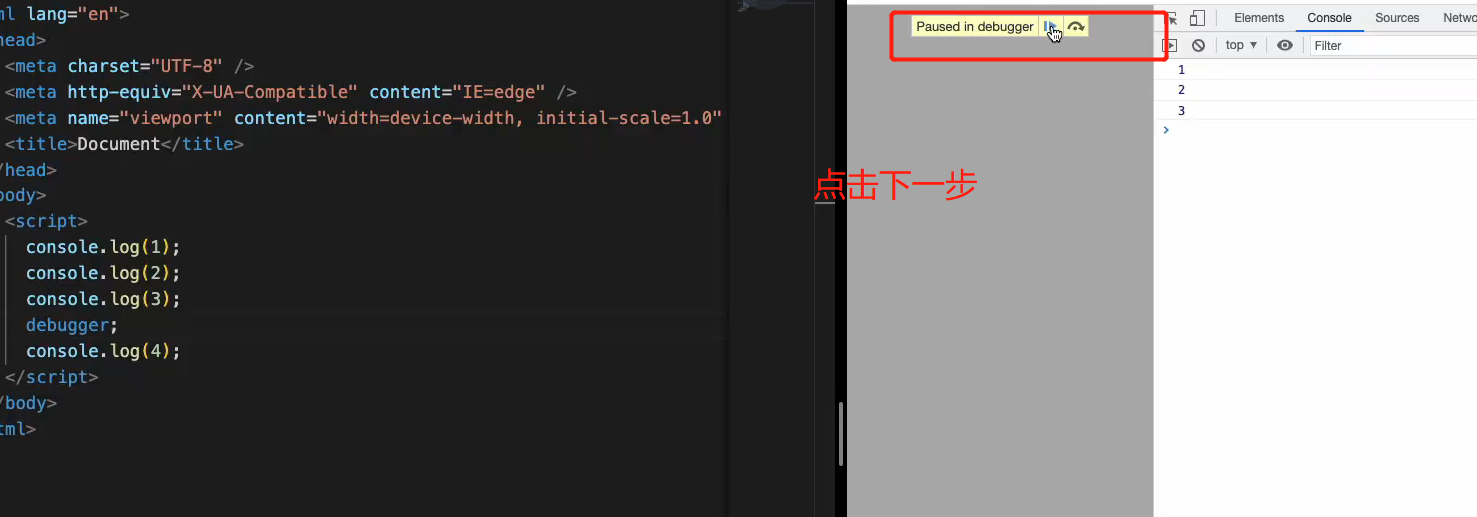 ml lang="en">
head>
<meta charset="UTF-8" />
<meta http-equiv="X-UA-Compatible" content="IE=edge" />
<meta name="viewport" content="width=device-width, initial-scale=1.0"
<title>Document</title>
/head>
body>
<script>
console.log(1);
console.log(2);
console.log(3);
debugger;
console.log(4);
</script>
/body>
tml>
点击下一步
Paused in debugger
Elements Console Sources Netwo
top ▼ Filter
1
2
3
>